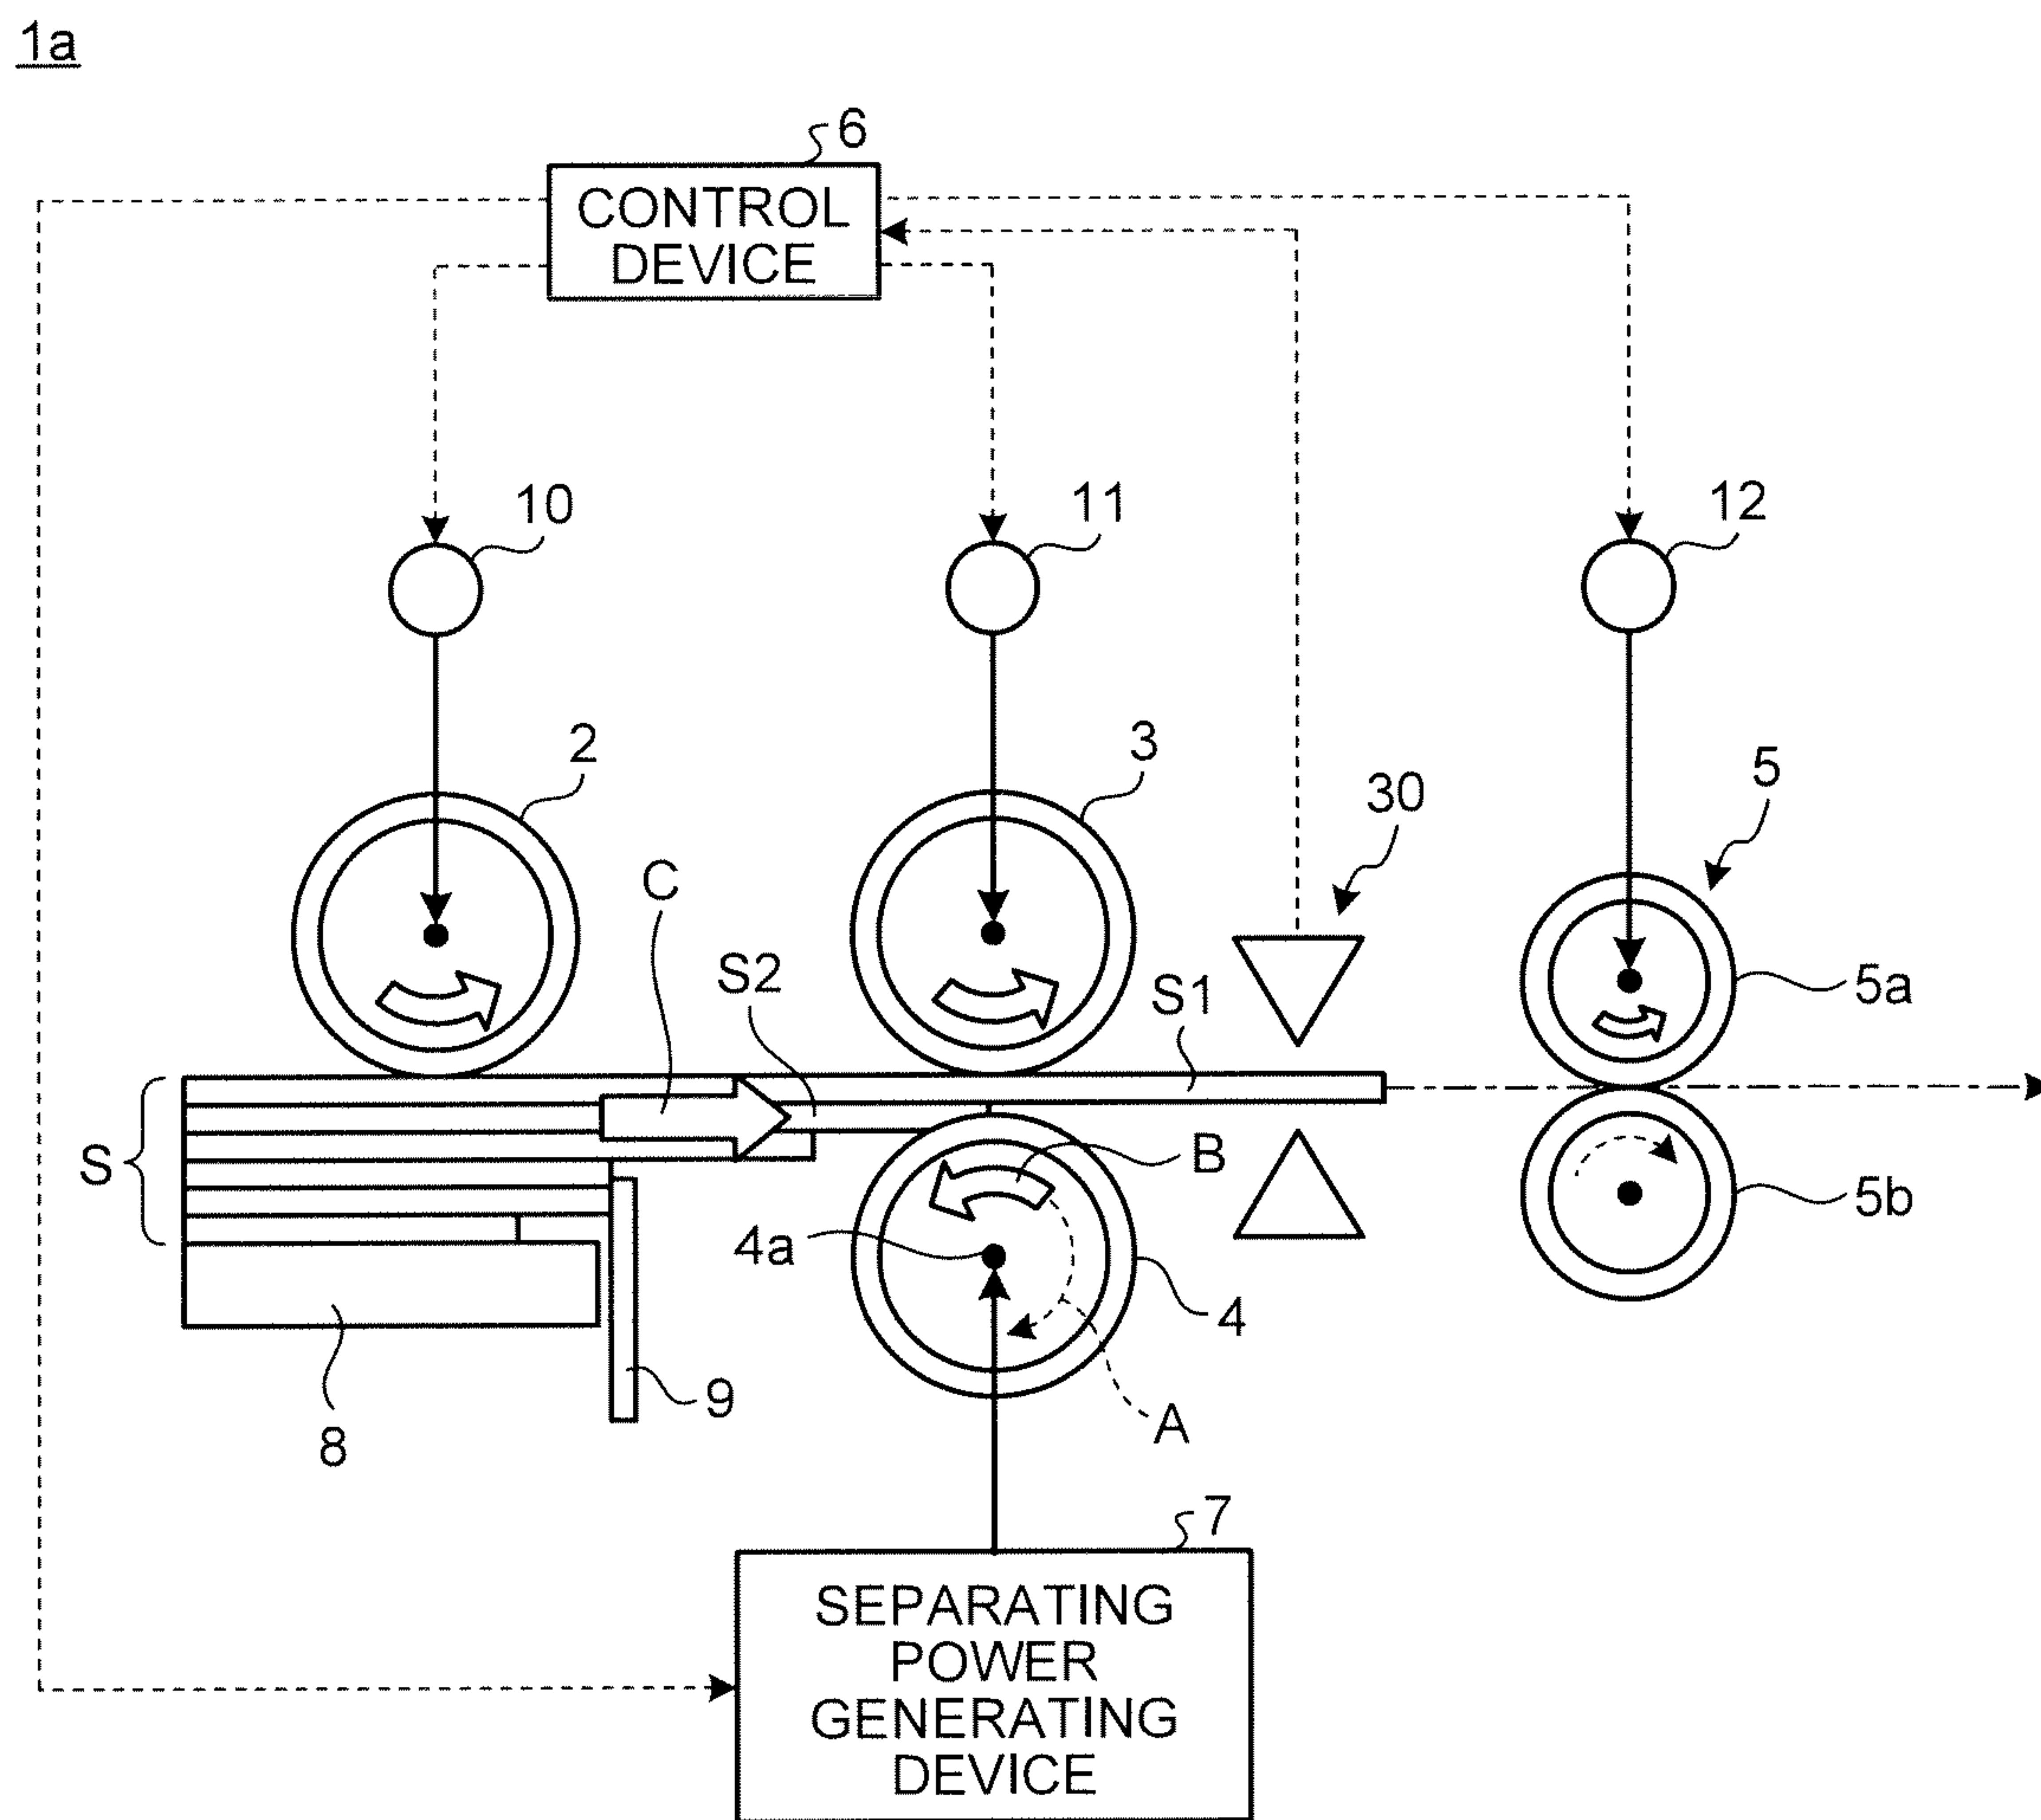 1a
6
CONTROL
DEVICE
10
11
12
2
3
30
5
C
S2
S1
5a
S
B
4a
5b
4
8
9
A
7
SEPARATING
POWER
GENERATING
DEVICE